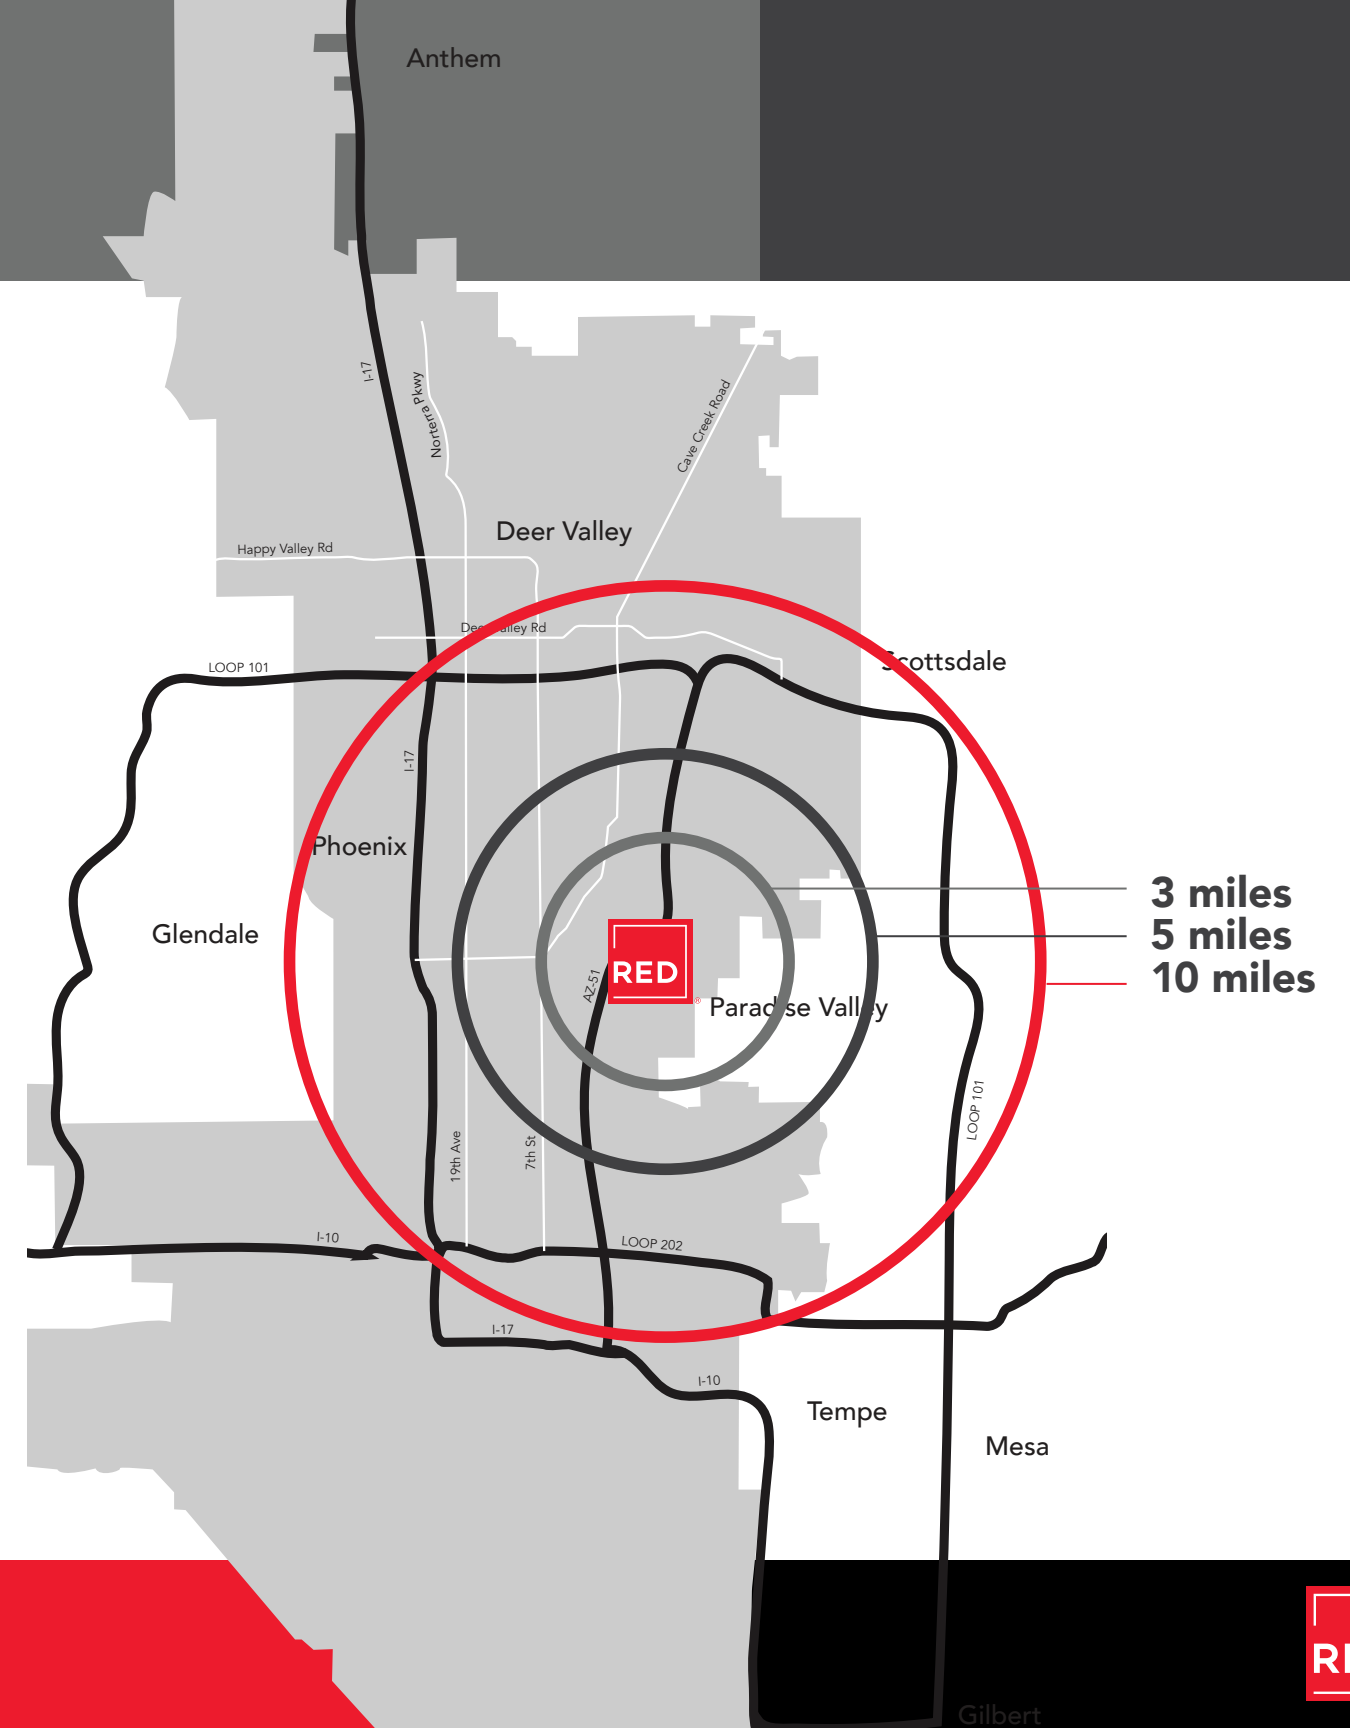 Anthem
I-17
Norterra Pkwy
Cave Creek Road
Deer Valley
Happy Valley Rd
Deer Valley Rd
LOOP 101
Scottsdale
I-17
Phoenix
3 miles
Glendale
5 miles
RED
®
AZ-51
10 miles
Paradise Valley
LOOP 101
19th Ave
7th St
I-10
LOOP 202
I-17
I-10
Tempe
Mesa
Gilbert